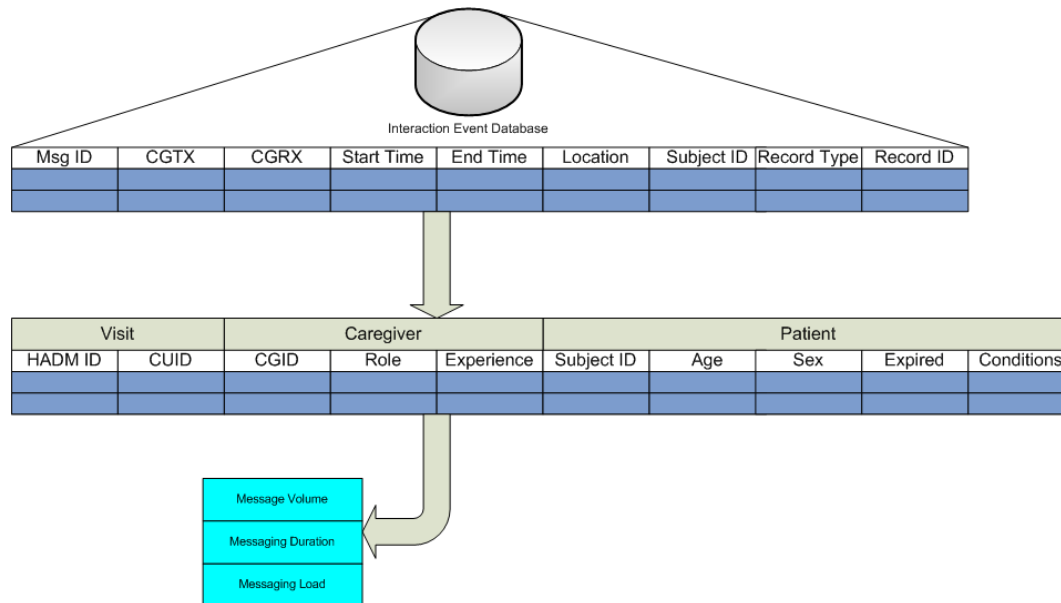 Interaction Event Database
Msg ID CGTX CGRX Start Time End Time Location Subject ID Record Type Record ID
Visit Caregiver Patient
HADM ID CUID CGID Role Experience Subject ID Age Sex Expired Conditions
Message Volume
Messaging Duration
Messaging Load